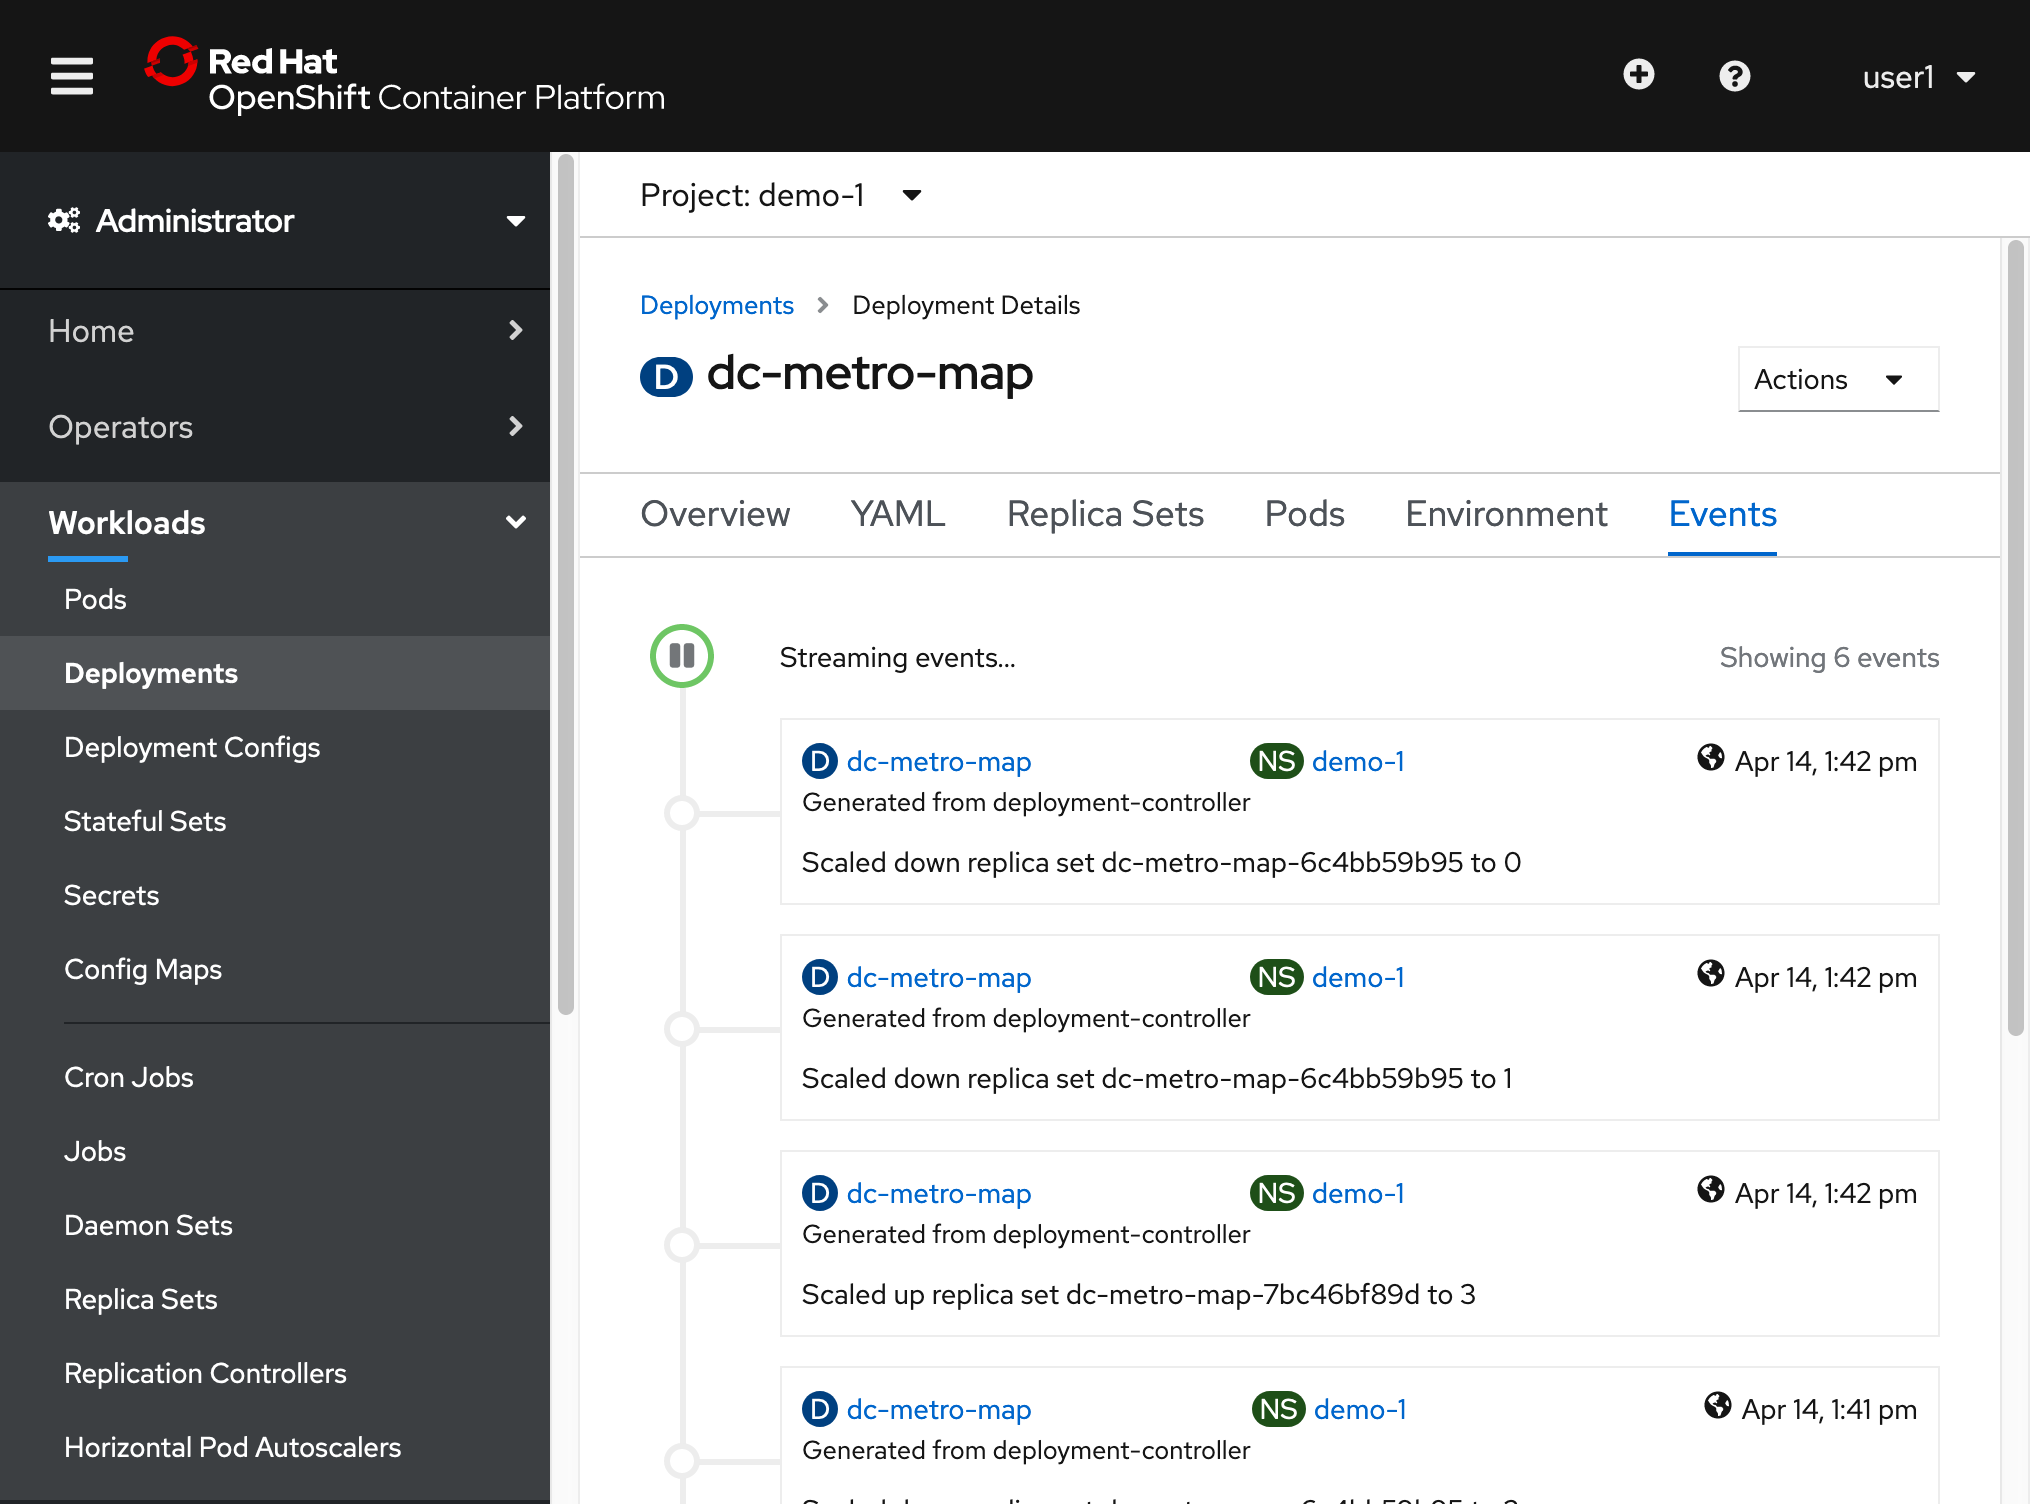 Red Hat
OpenShift Container Platform
user1
Administrator
Home
Operators
Workloads
Pods
Deployments
Deployment Configs
Stateful Sets
Secrets
Config Maps
Cron Jobs
Jobs
Daemon Sets
Replica Sets
Replication Controllers
Horizontal Pod Autoscalers
Project: demo-1
Deployments > Deployment Details
D dc-metro-map
Actions
Overview YAML Replica Sets Pods Environment Events
Streaming events... Showing 6 events
D dc-metro-map NS demo-1 Apr 14, 1:42 pm
Generated from deployment-controller
Scaled down replica set dc-metro-map-6c4bb59b95 to 0
D dc-metro-map NS demo-1 Apr 14, 1:42 pm
Generated from deployment-controller
Scaled down replica set dc-metro-map-6c4bb59b95 to 1
D dc-metro-map NS demo-1 Apr 14, 1:42 pm
Generated from deployment-controller
Scaled up replica set dc-metro-map-7bc46bf89d to 3
D dc-metro-map NS demo-1 Apr 14, 1:41 pm
Generated from deployment-controller